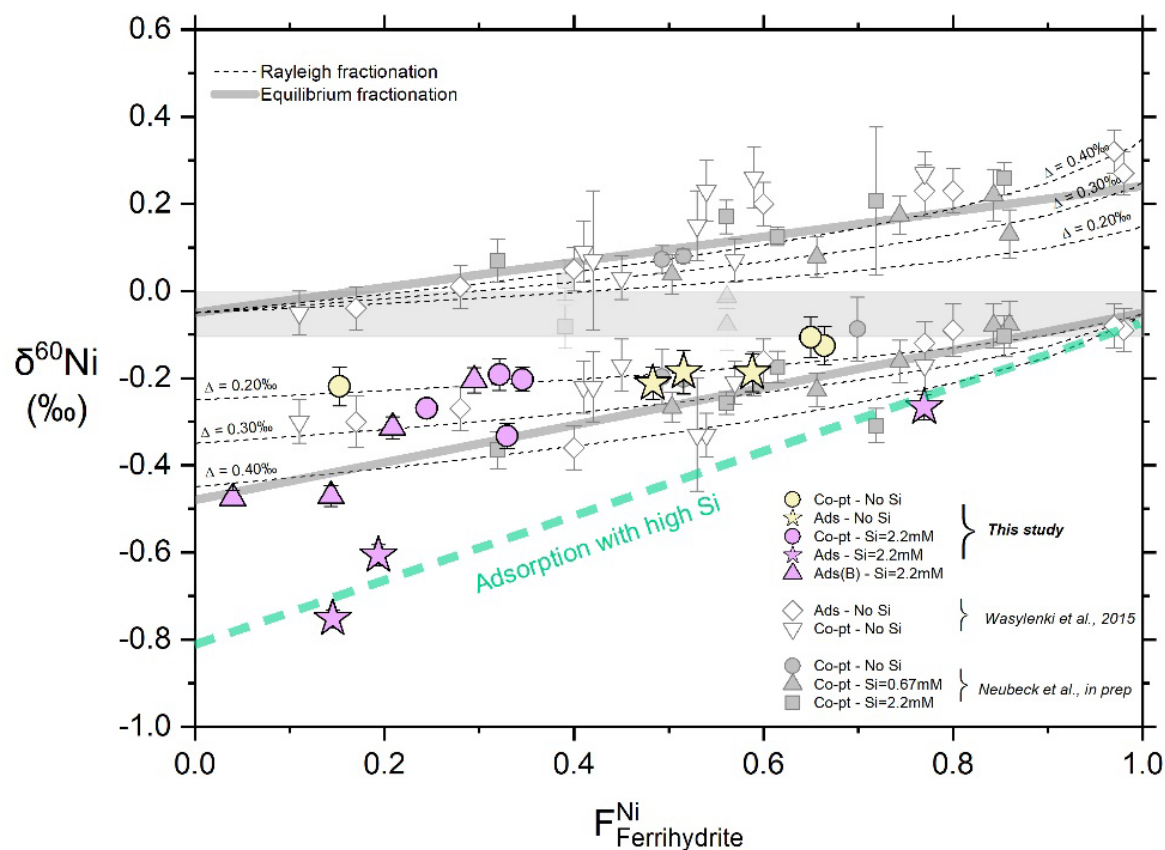 0.6
0.4
0.2
0.0
-0.2
-0.4
-0.6
-0.8
-1.0
δ⁶⁰Ni
(‰)
Rayleigh fractionation
Equilibrium fractionation
Δ = 0.40‰
Δ = 0.30‰
Δ = 0.20‰
Δ = 0.20‰
Δ = 0.30‰
Δ = 0.40‰
Adsorption with high Si
Co-pt - No Si
Ads - No Si
Co-pt - Si=2.2mM
Ads - Si=2.2mM
Ads(B) - Si=2.2mM
This study
Ads - No Si
Co-pt - No Si
Wasylenki et al., 2015
Co-pt - No Si
Co-pt - Si=0.67mM
Co-pt - Si=2.2mM
Neubeck et al., in prep
0.0 0.2 0.4 0.6 0.8 1.0
F Ni Ferrihydrite